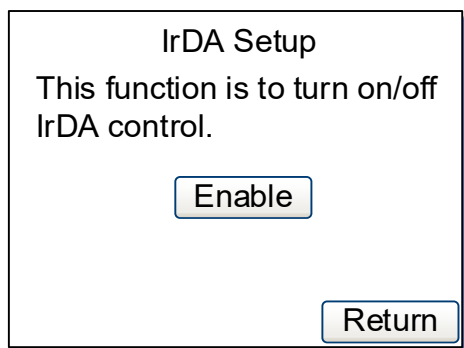 IrDA Setup
This function is to turn on/off
IrDA control.
Enable
Return